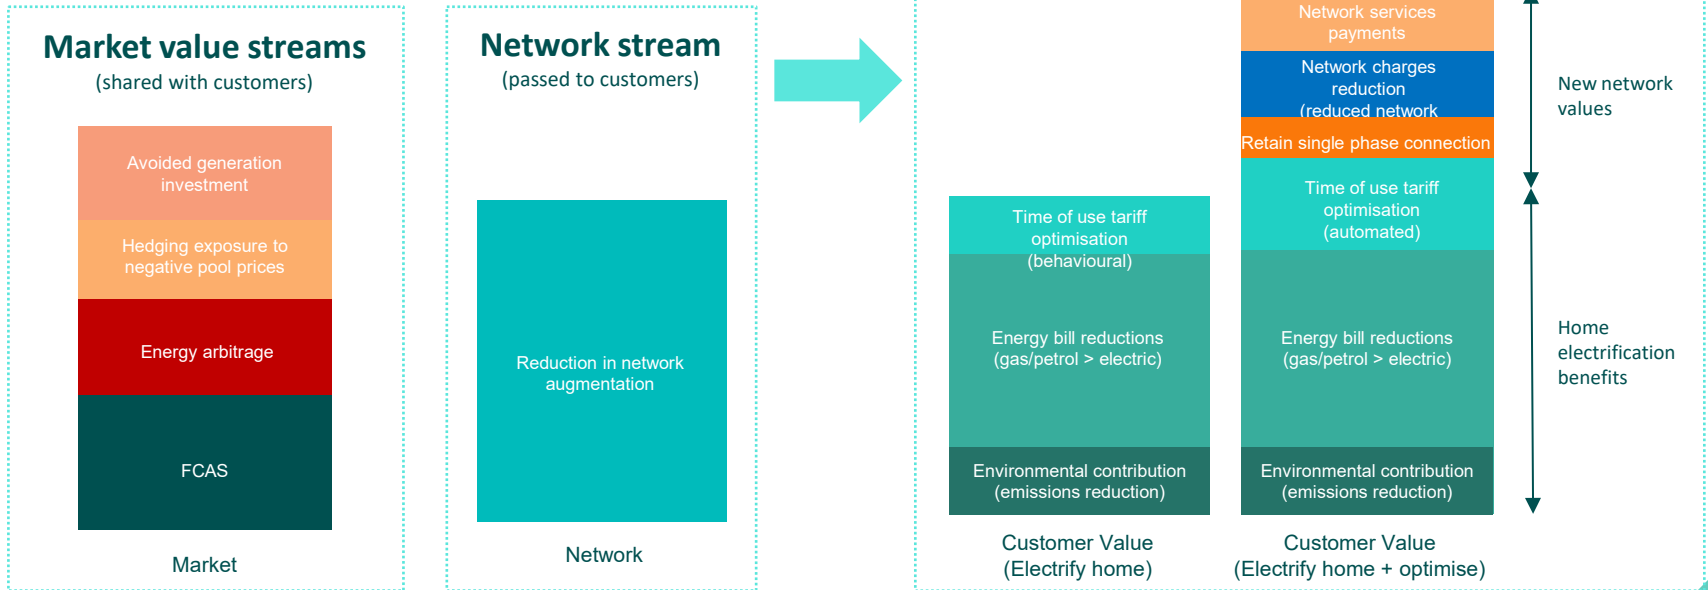 Market value streams
(shared with customers)
Avoided generation
investment
Hedging exposure to
negative pool prices
Energy arbitrage
FCAS
Market
Network stream
(passed to customers)
Reduction in network
augmentation
Network
Time of use tariff
optimisation
(behavioural)
Energy bill reductions
(gas/petrol > electric)
Environmental contribution
(emissions reduction)
Customer Value
(Electrify home)
Network services
payments
Network charges
reduction
(reduced network
Retain single phase connection
Time of use tariff
optimisation
(automated)
Energy bill reductions
(gas/petrol > electric)
Environmental contribution
(emissions reduction)
Customer Value
(Electrify home + optimise)
New network
values
Home
electrification
benefits